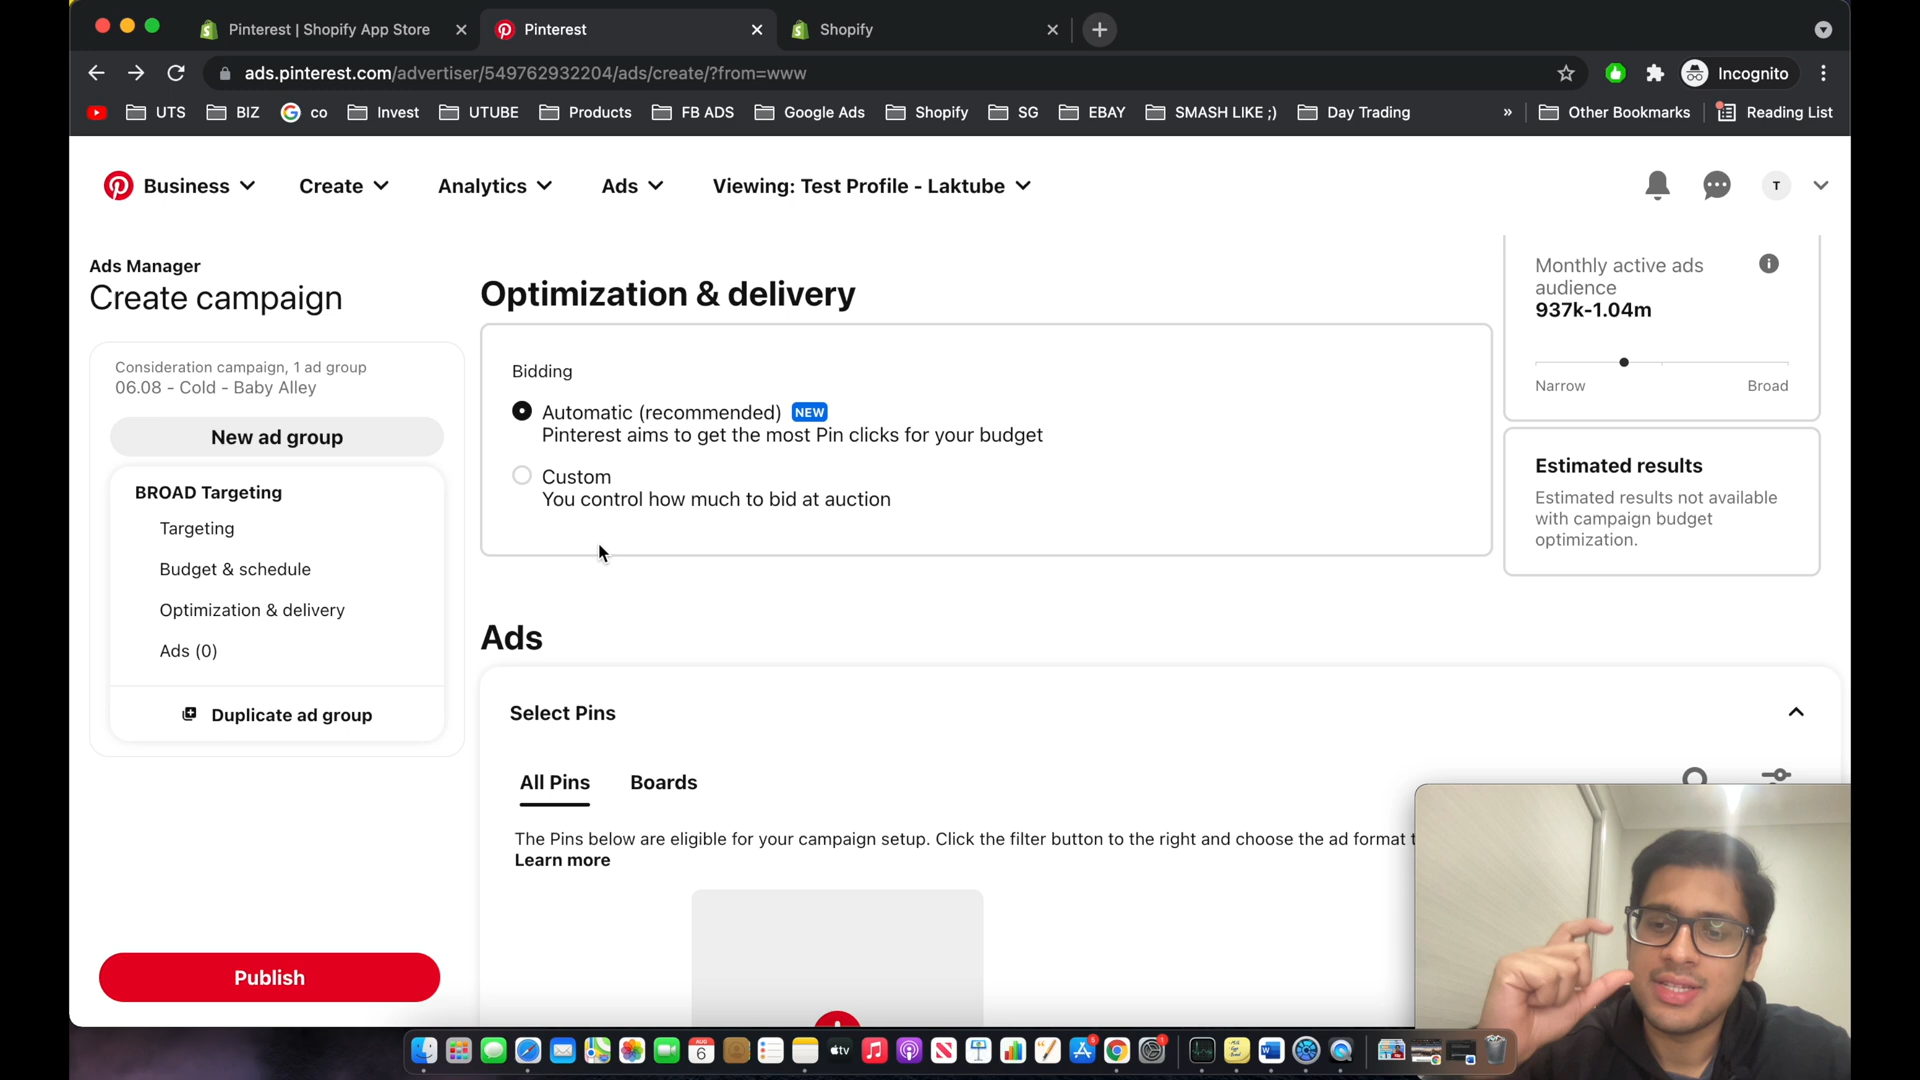 Pinterest | Shopify App Store
Pinterest
Shopify
ads.pinterest.com/advertiser/549762932204/ads/create/?from=www
Incognito
UTS
BIZ
co
Invest
UTUBE
Products
FB ADS
Google Ads
Shopify
SG
EBAY
SMASH LIKE ;)
Day Trading
»
Other Bookmarks
Reading List
Business
Create
Analytics
Ads
Viewing: Test Profile - Laktube
T
Ads Manager
Create campaign
Consideration campaign, 1 ad group
06.08 - Cold - Baby Alley
New ad group
BROAD Targeting
Targeting
Budget & schedule
Optimization & delivery
Ads (0)
Duplicate ad group
Publish
Optimization & delivery
Bidding
Automatic (recommended) NEW
Pinterest aims to get the most Pin clicks for your budget
Custom
You control how much to bid at auction
Ads
Select Pins
All Pins
Boards
The Pins below are eligible for your campaign setup. Click the filter button to the right and choose the ad format
Learn more
Monthly active ads
audience
937k-1.04m
Narrow
Broad
Estimated results
Estimated results not available
with campaign budget
optimization.
AUG
6
tv